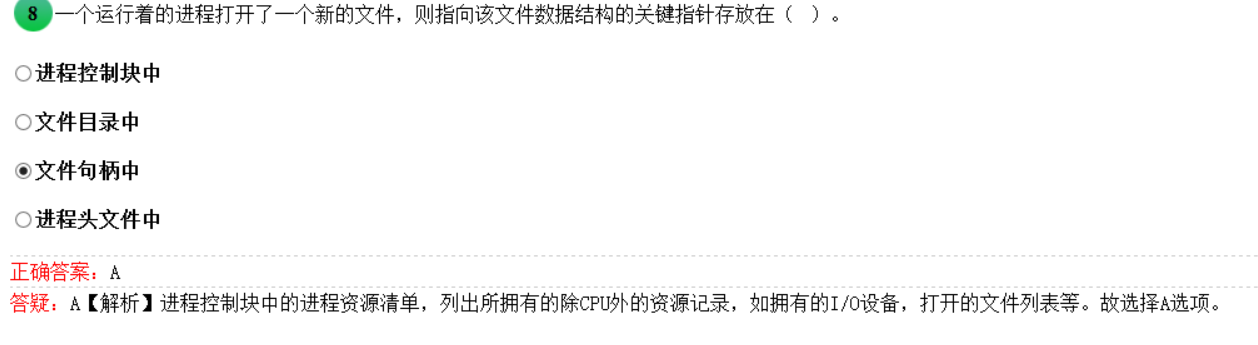 8 一个运行着的进程打开了一个新的文件，则指向该文件数据结构的关键指针存放在（ ）。
进程控制块中
文件目录中
文件句柄中
进程头文件中
正确答案：A
答疑：A【解析】进程控制块中的进程资源清单，列出所拥有的除CPU外的资源记录，如拥有的I/O设备，打开的文件列表等。故选择A选项。